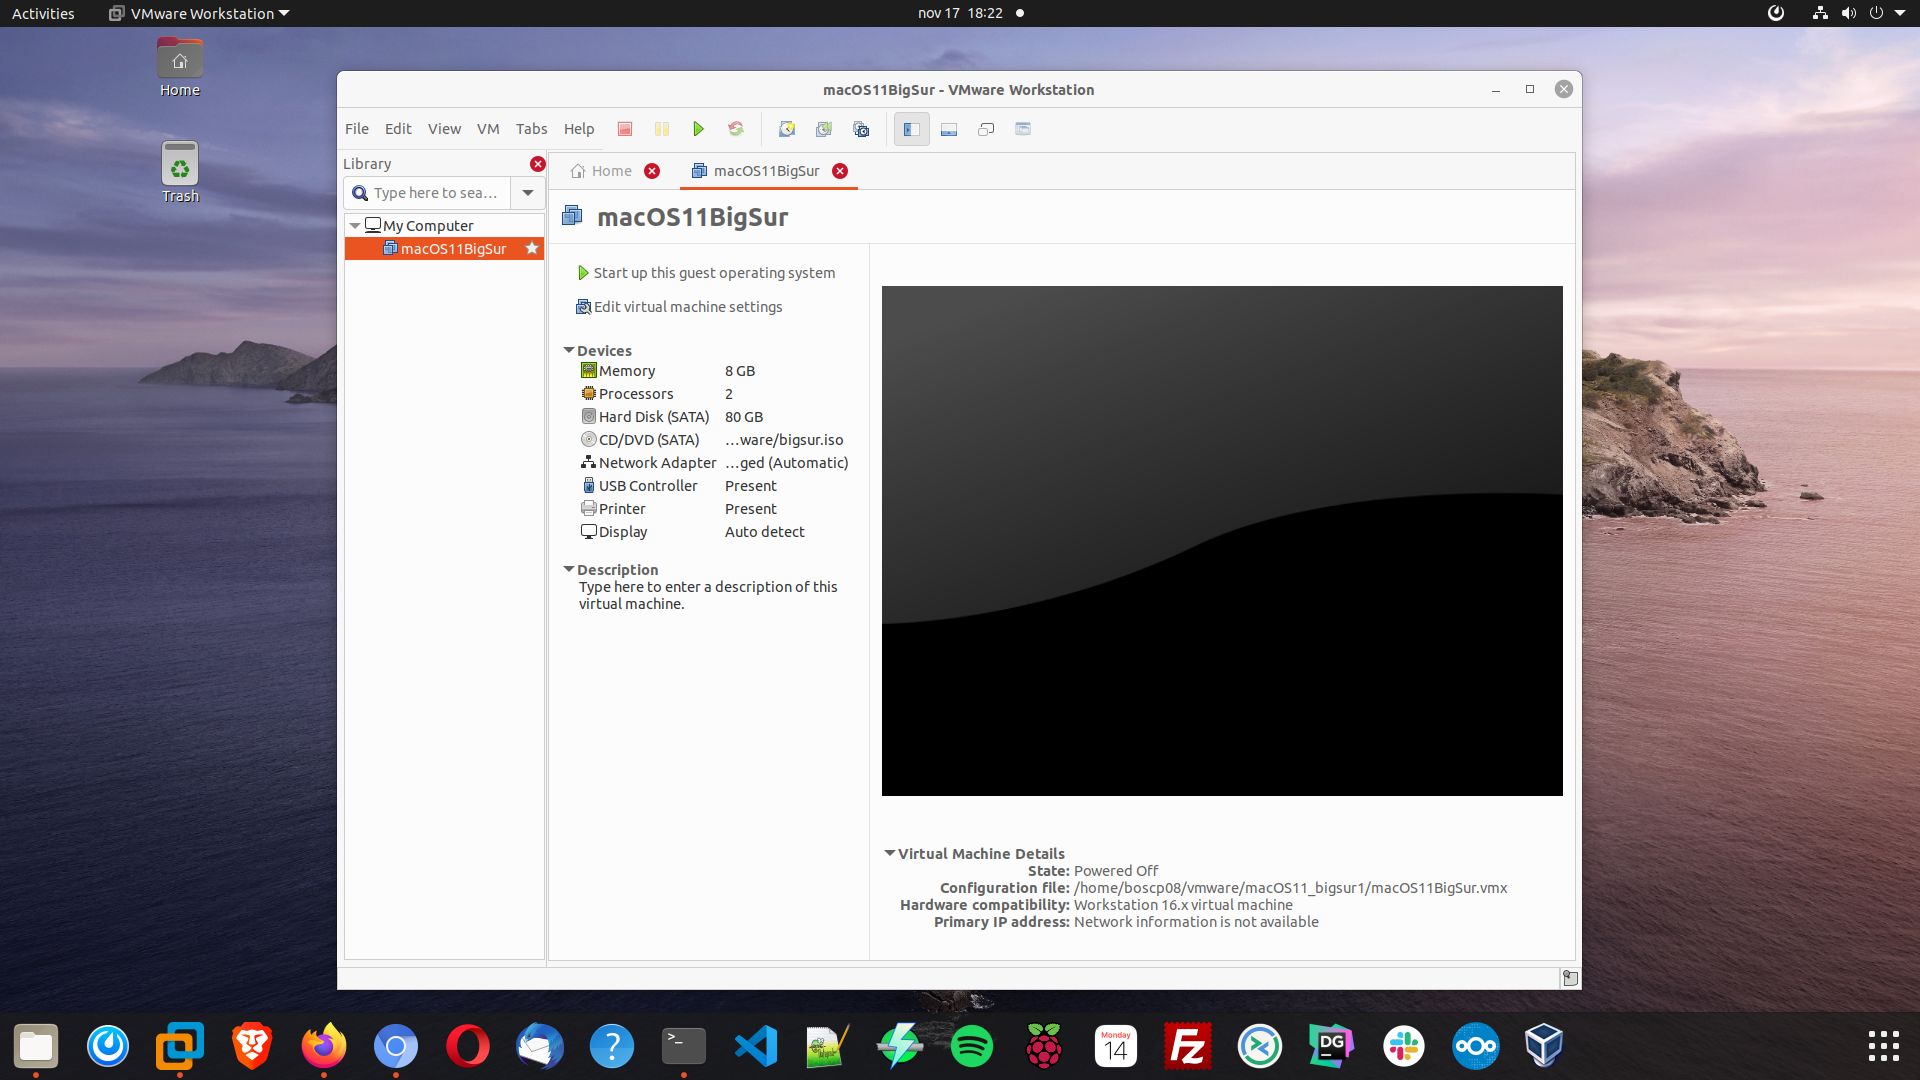 Activities
VMware Workstation
nov 17 18:22
Home
Trash
macOS11BigSur - VMware Workstation
File Edit View VM Tabs Help
Library
Type here to sea...
My Computer
macOS11BigSur
Home
macOS11BigSur
macOS11BigSur
Start up this guest operating system
Edit virtual machine settings
Devices
Memory 8 GB
Processors 2
Hard Disk (SATA) 80 GB
CD/DVD (SATA) ...ware/bigsur.iso
Network Adapter ...ged (Automatic)
USB Controller Present
Printer Present
Display Auto detect
Description
Type here to enter a description of this
virtual machine.
Virtual Machine Details
State: Powered Off
Configuration file: /home/boscp08/vmware/macOS11_bigsur1/macOS11BigSur.vmx
Hardware compatibility: Workstation 16.x virtual machine
Primary IP address: Network information is not available
?
>_
Monday
14
Fz
DG